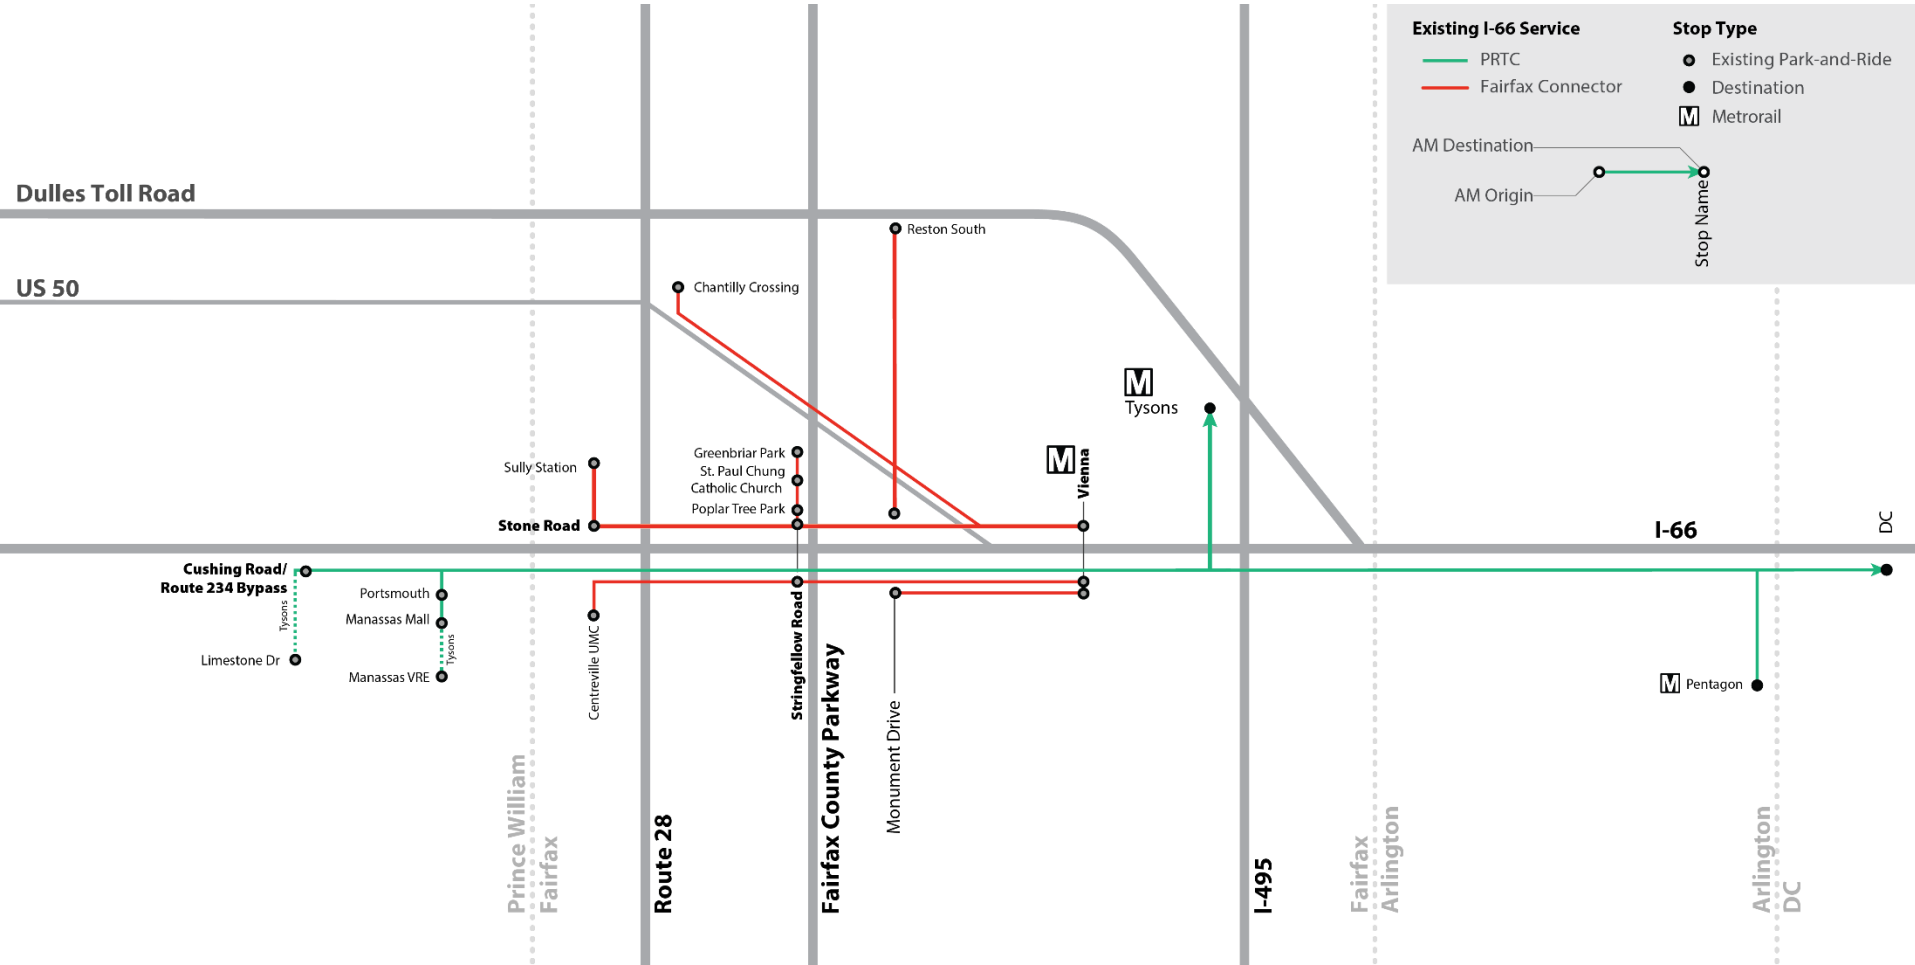 Existing I-66 Service
Stop Type
PRTC
Existing Park-and-Ride
Fairfax Connector
Destination
M
Metrorail
AM Destination
AM Origin
Stop Name
Dulles Toll Road
Reston South
US 50
Chantilly Crossing
M
Tysons
Greenbriar Park
St. Paul Chung
Catholic Church
Poplar Tree Park
Sully Station
Stone Road
M
Vienna
I-66
DC
Cushing Road/
Route 234 Bypass
Tysons
Limestone Dr
Portsmouth
Manassas Mall
Tysons
Manassas VRE
Centreville UMC
Stringfellow Road
Fairfax County Parkway
Monument Drive
M Pentagon
Prince William
Fairfax
Route 28
I-495
Fairfax
Arlington
Arlington
DC